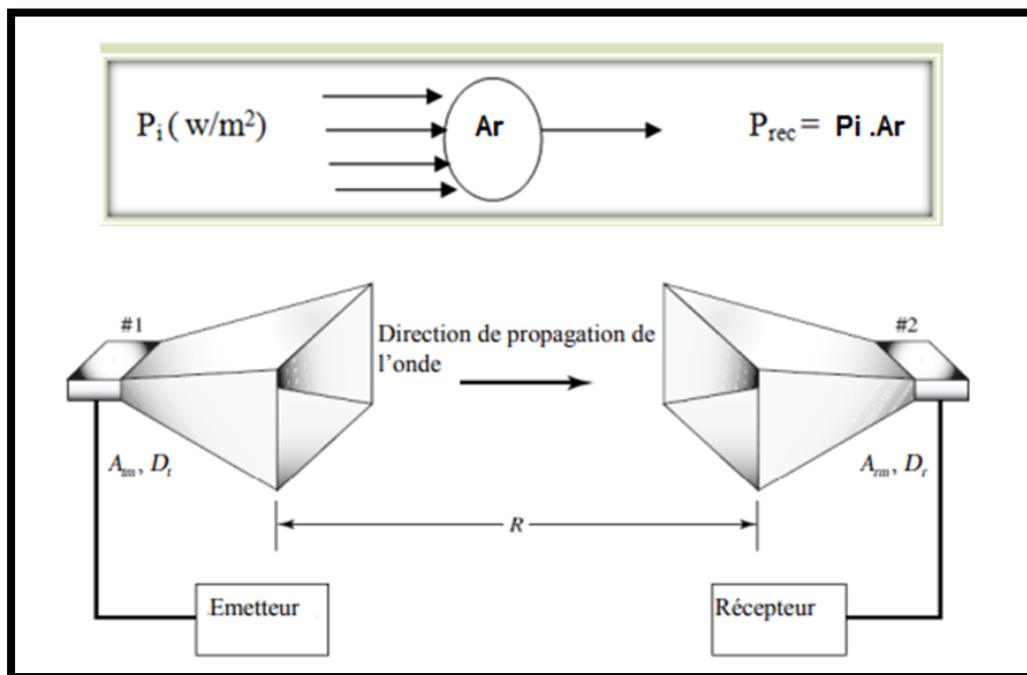 Pi ( w/m²)
Ar
Prec = Pi .Ar
#1
Direction de propagation de
l'onde
#2
Atm, Dt
Arm, Dr
R
Emetteur
Récepteur